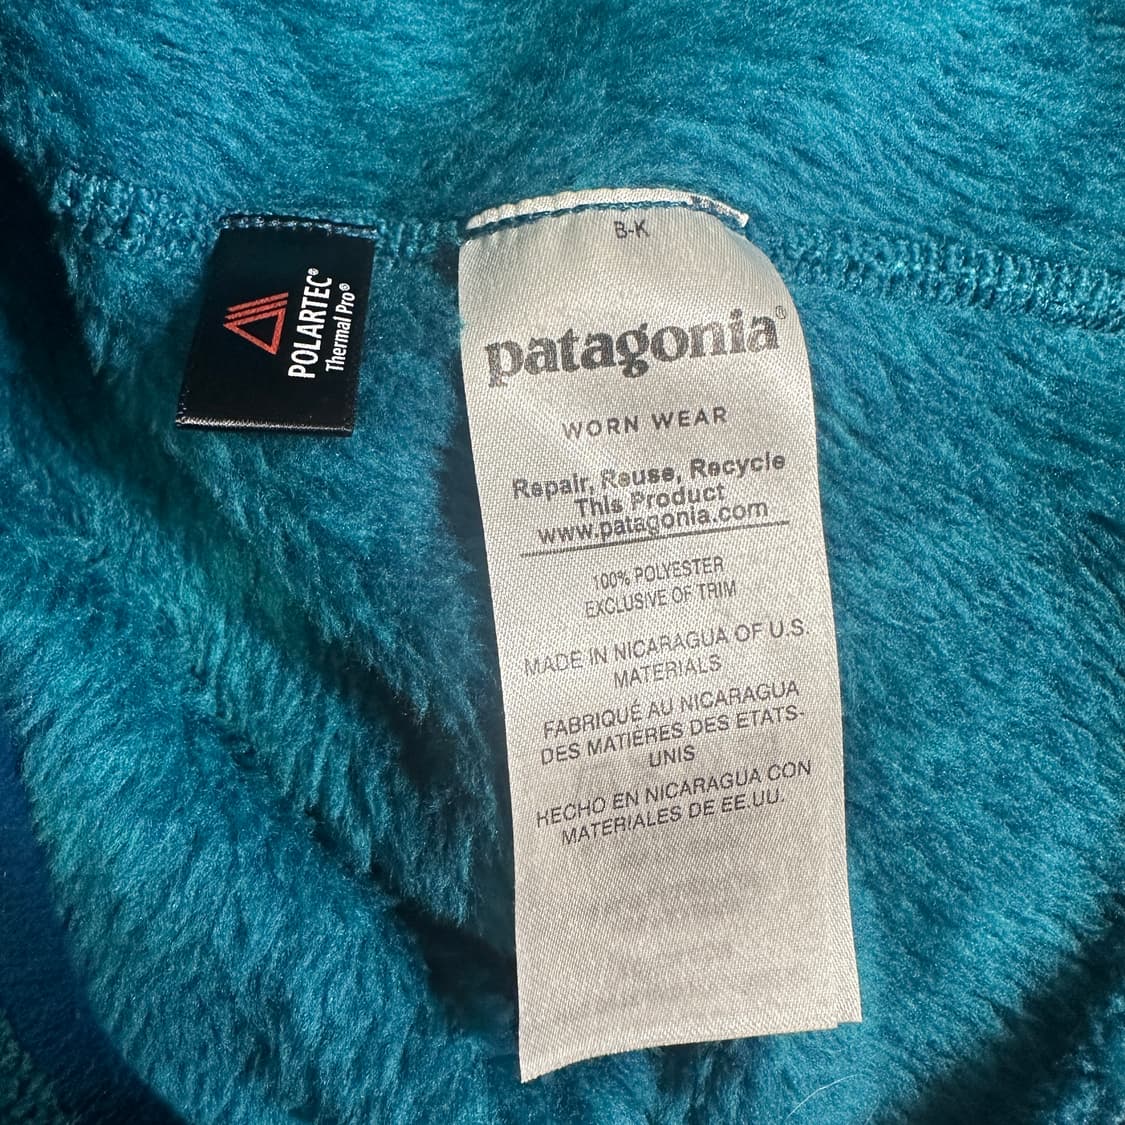 POLARTEC®
Thermal Pro®
B-K
patagonia®
WORN WEAR
Repair, Reuse, Recycle
This Product
www.patagonia.com
100% POLYESTER
EXCLUSIVE OF TRIM
MADE IN NICARAGUA OF U.S.
MATERIALS
FABRIQUÉ AU NICARAGUA
DES MATIÈRES DES ETATS-
UNIS
HECHO EN NICARAGUA CON
MATERIALES DE EE.UU.